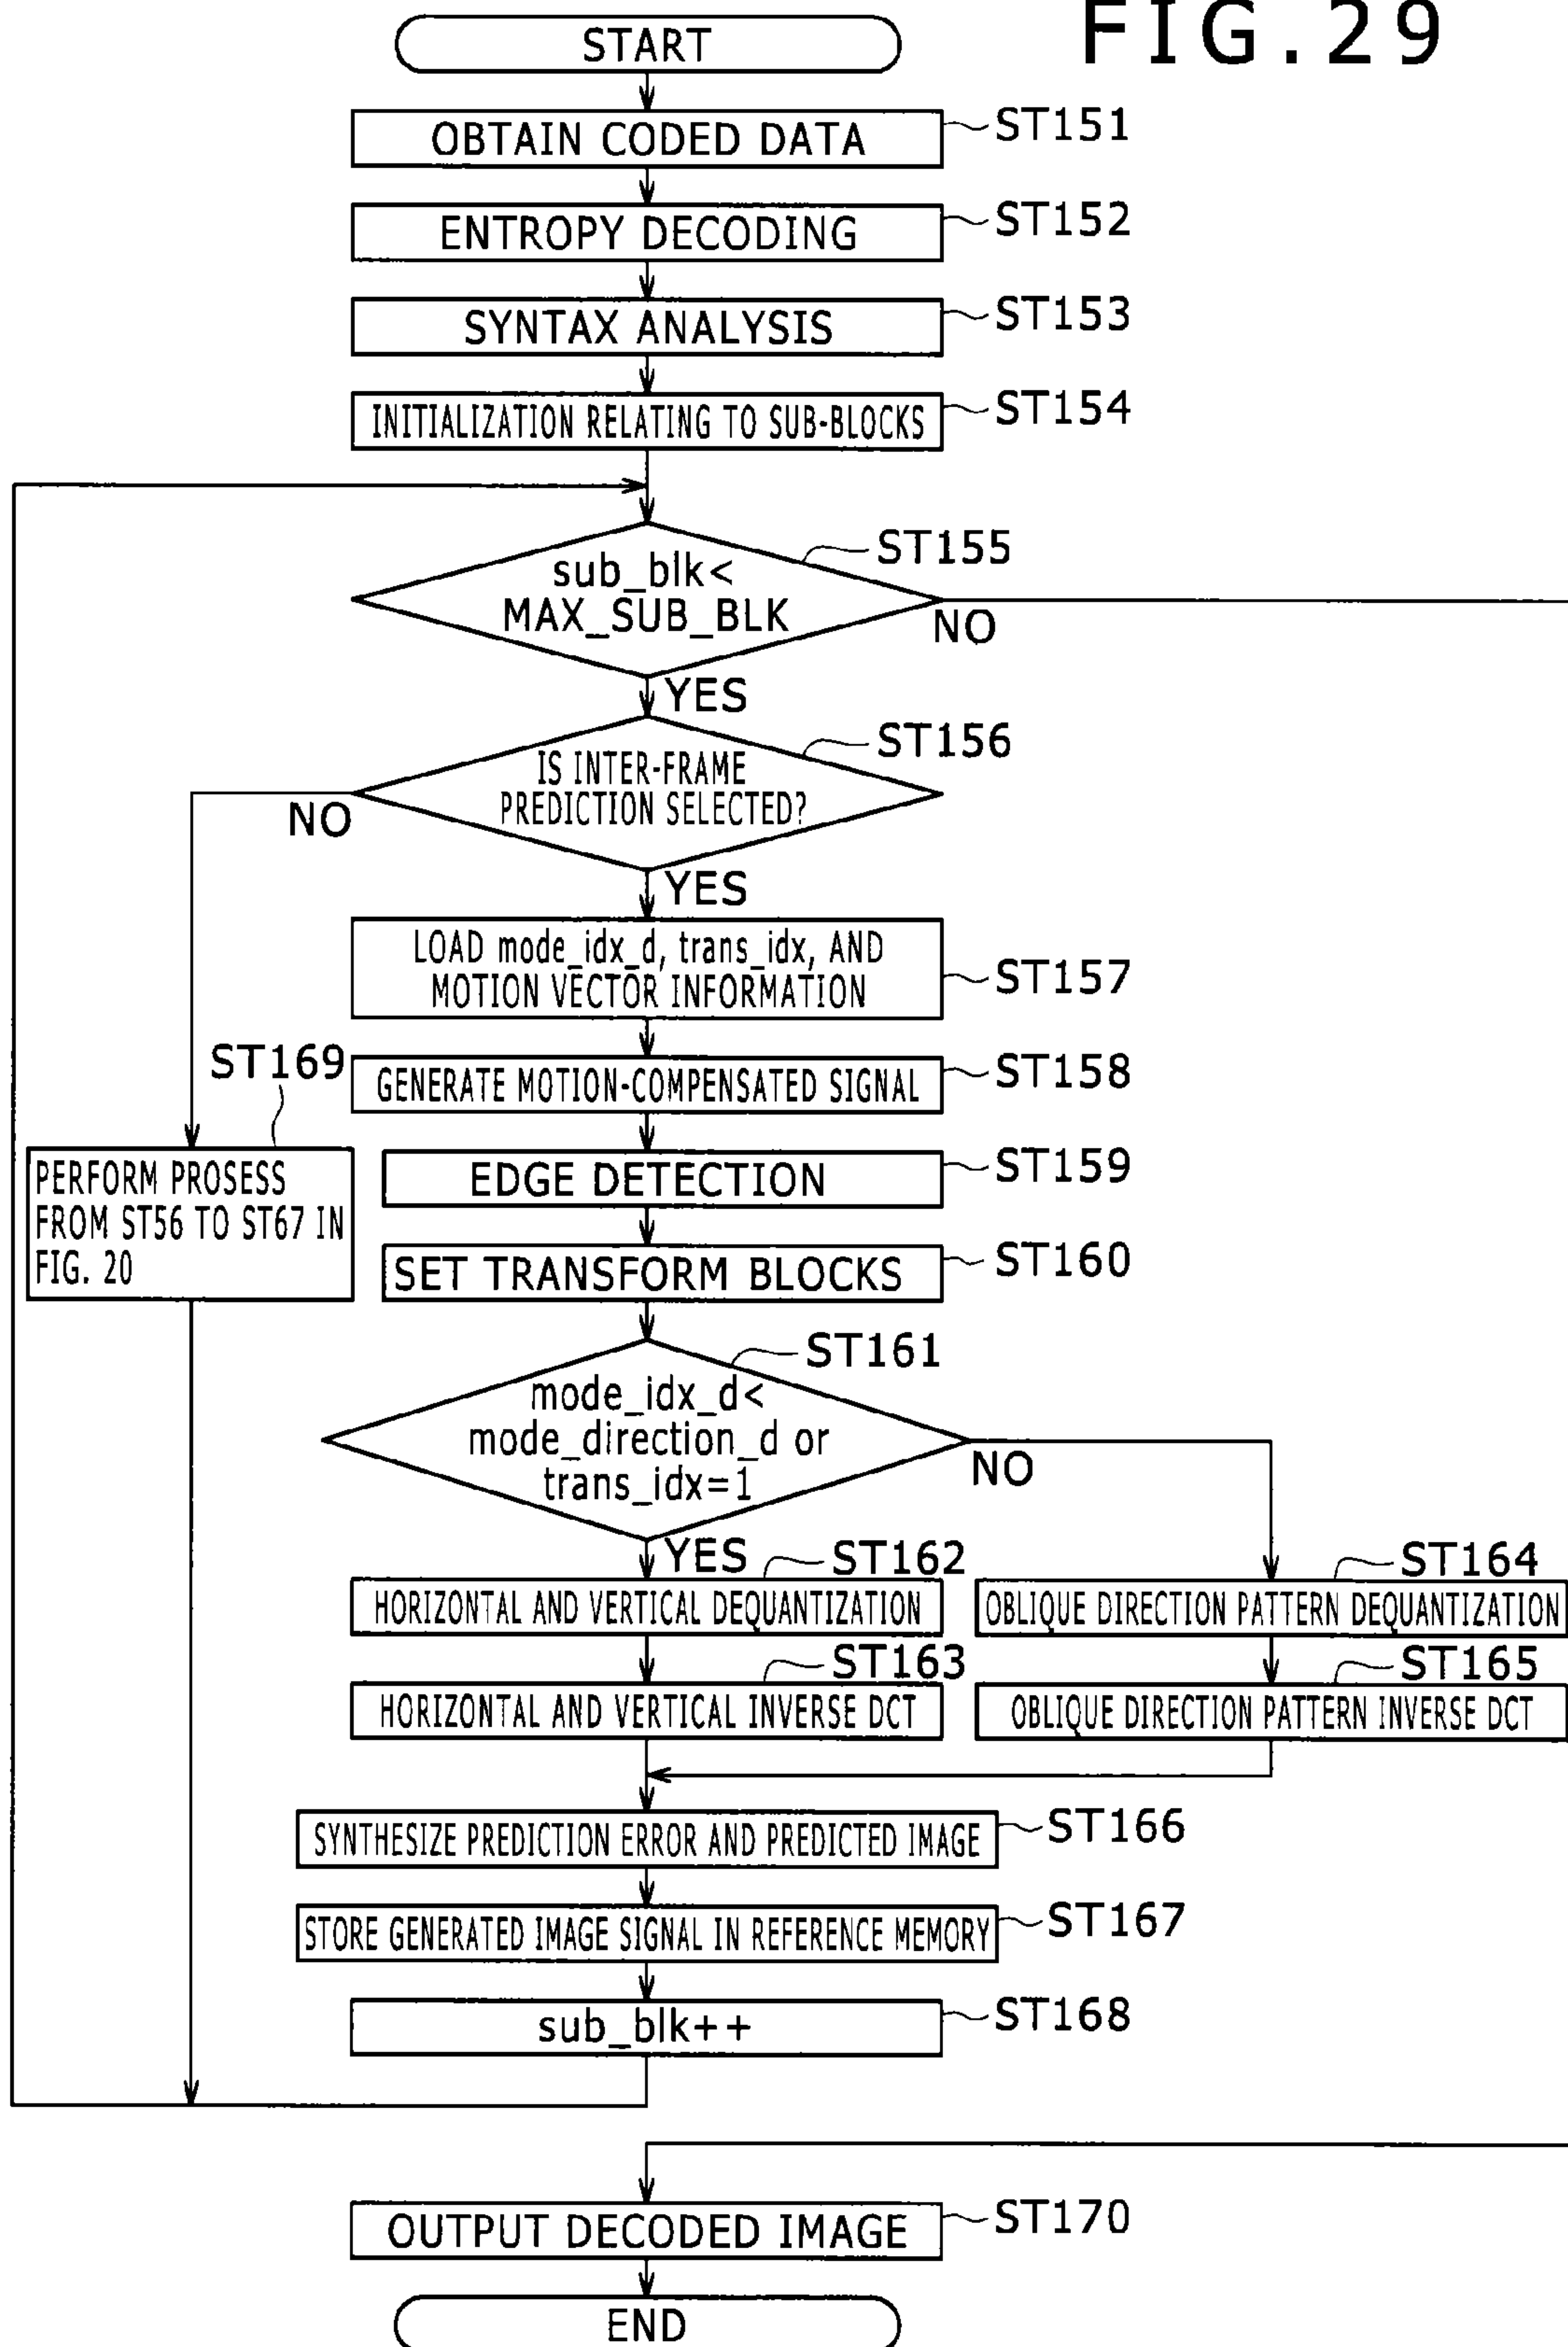 FIG.29
START
OBTAIN CODED DATA
ST151
ENTROPY DECODING
ST152
SYNTAX ANALYSIS
ST153
INITIALIZATION RELATING TO SUB-BLOCKS
ST154
sub_blk<
MAX_SUB_BLK
ST155
NO
YES
IS INTER-FRAME
PREDICTION SELECTED?
ST156
NO
YES
LOAD mode_idx_d, trans_idx, AND
MOTION VECTOR INFORMATION
ST157
GENERATE MOTION-COMPENSATED SIGNAL
ST158
ST169
PERFORM PROSESS
FROM ST56 TO ST67 IN
FIG. 20
EDGE DETECTION
ST159
SET TRANSFORM BLOCKS
ST160
mode_idx_d<
mode_direction_d or
trans_idx=1
ST161
NO
YES
ST162
HORIZONTAL AND VERTICAL DEQUANTIZATION
ST164
OBLIQUE DIRECTION PATTERN DEQUANTIZATION
ST163
HORIZONTAL AND VERTICAL INVERSE DCT
ST165
OBLIQUE DIRECTION PATTERN INVERSE DCT
SYNTHESIZE PREDICTION ERROR AND PREDICTED IMAGE
ST166
STORE GENERATED IMAGE SIGNAL IN REFERENCE MEMORY
ST167
sub_blk++
ST168
OUTPUT DECODED IMAGE
ST170
END